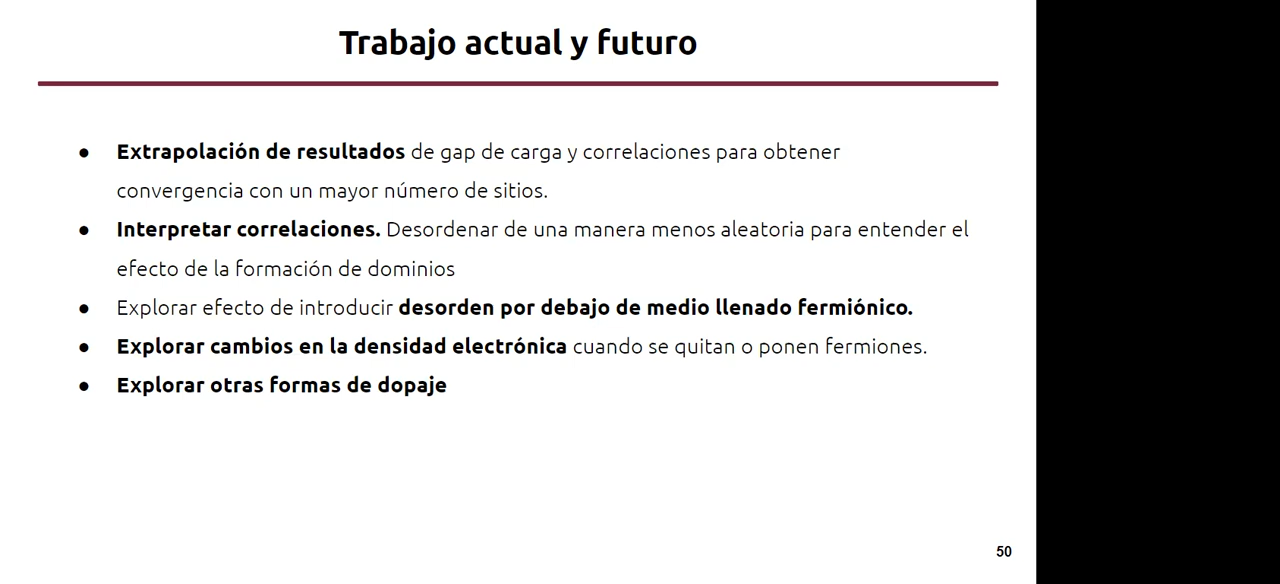 Trabajo actual y futuro
● Extrapolación de resultados de gap de carga y correlaciones para obtener
convergencia con un mayor número de sitios.
● Interpretar correlaciones. Desordenar de una manera menos aleatoria para entender el
efecto de la formación de dominios
● Explorar efecto de introducir desorden por debajo de medio llenado fermiónico.
● Explorar cambios en la densidad electrónica cuando se quitan o ponen fermiones.
● Explorar otras formas de dopaje
50